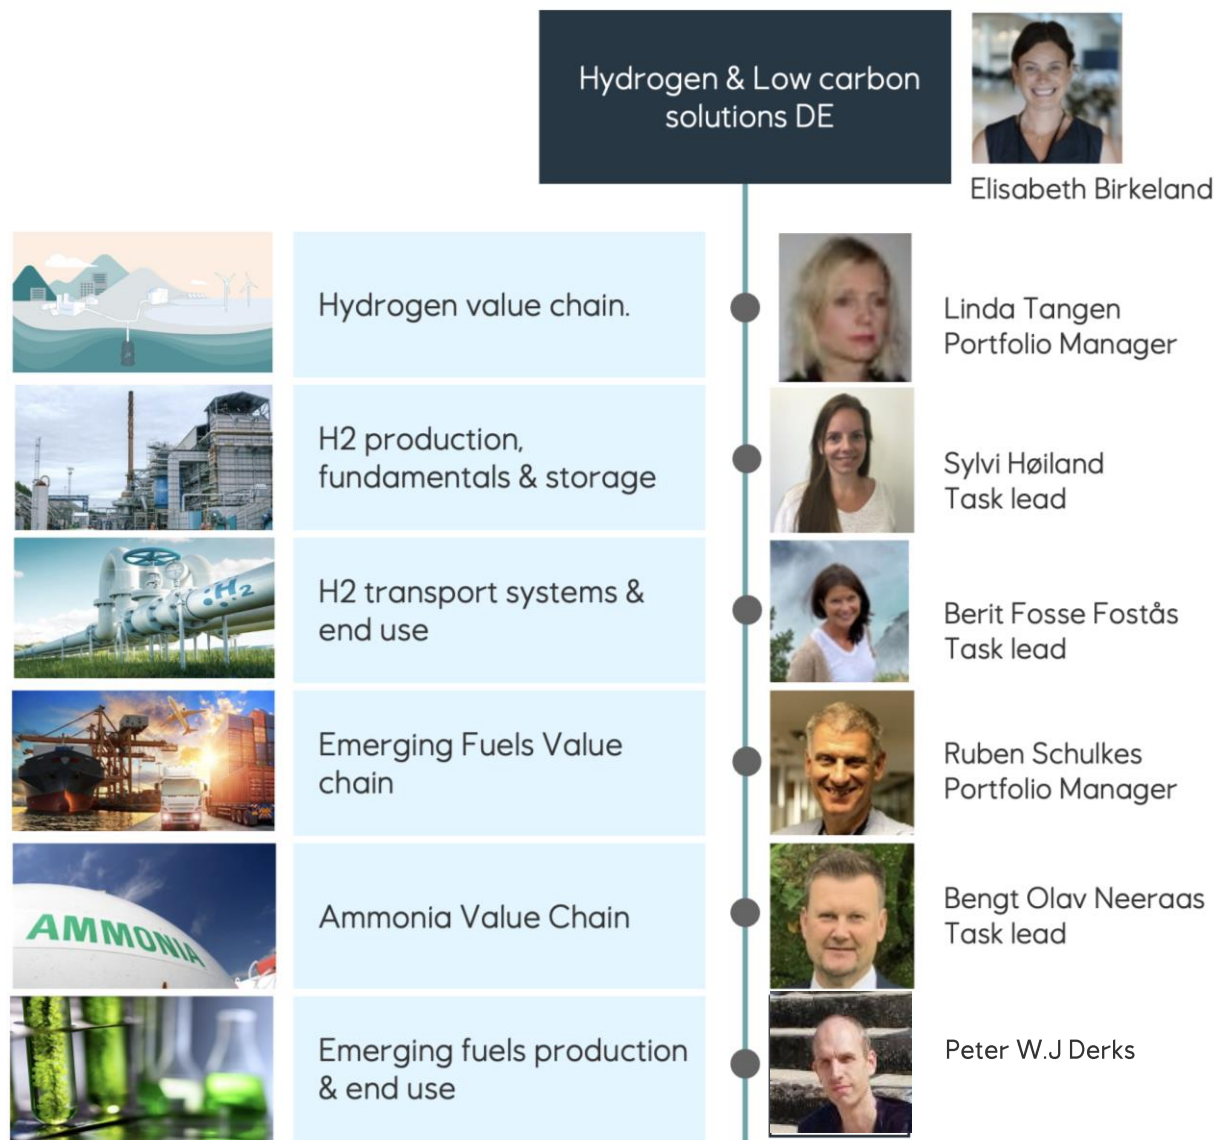 Hydrogen & Low carbon
solutions DE
Elisabeth Birkeland
Hydrogen value chain.
Linda Tangen
Portfolio Manager
H2 production,
fundamentals & storage
Sylvi Høiland
Task lead
H2
H2 transport systems &
end use
Berit Fosse Fostås
Task lead
Emerging Fuels Value
chain
Ruben Schulkes
Portfolio Manager
AMMONIA
Ammonia Value Chain
Bengt Olav Neeraas
Task lead
Emerging fuels production
& end use
Peter W.J Derks